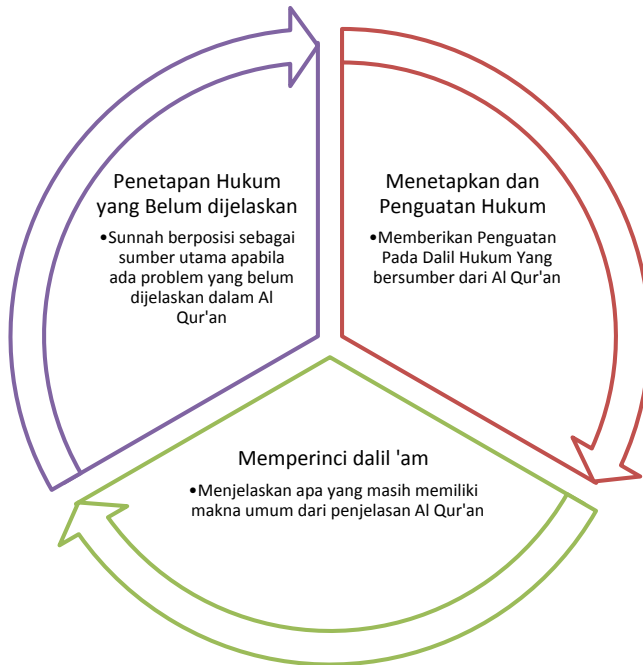 Penetapan Hukum
yang Belum dijelaskan
•Sunnah berposisi sebagai
sumber utama apabila
ada problem yang belum
dijelaskan dalam Al
Qur'an
Menetapkan dan
Penguatan Hukum
•Memberikan Penguatan
Pada Dalil Hukum Yang
bersumber dari Al Qur'an
Memperinci dalil 'am
•Menjelaskan apa yang masih memiliki
makna umum dari penjelasan Al Qur'an